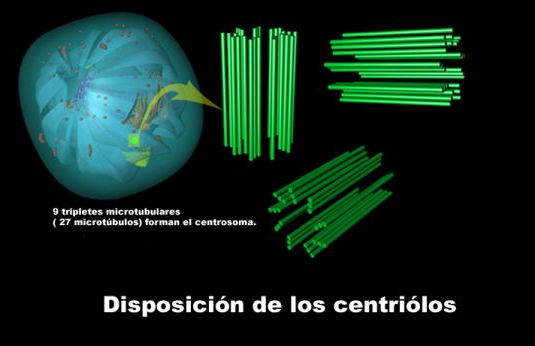 9 tripletes microtubulares
( 27 microtúbulos) forman el centrosoma.
Disposición de los centriólos